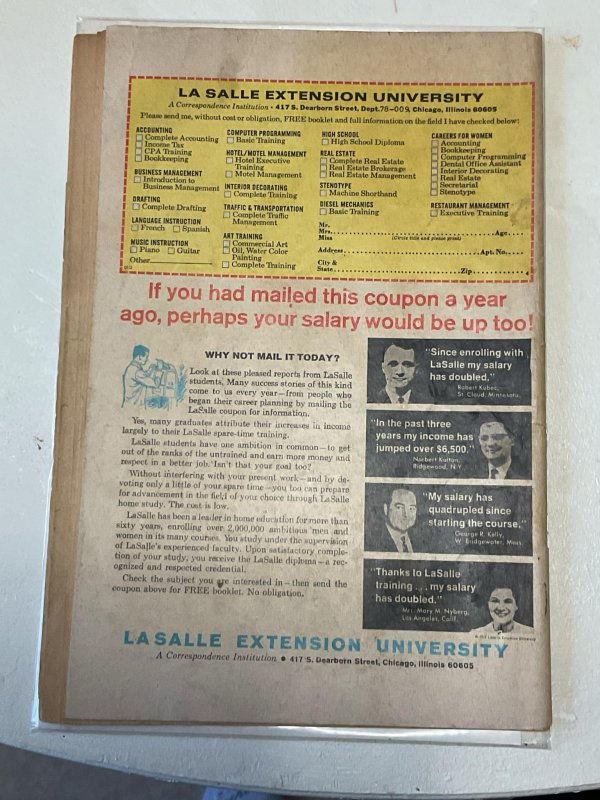 LA SALLE EXTENSION UNIVERSITY
A Correspondence Institution • 417 S. Dearborn Street, Dept. 78-009, Chicago, Illinois 60605
Please send me, without cost or obligation, FREE booklet and full information on the field I have checked below:
ACCOUNTING
Complete Accounting
Income Tax
CPA Training
Bookkeeping
BUSINESS MANAGEMENT
Introduction to
Business Management
DRAFTING
Complete Drafting
LANGUAGE INSTRUCTION
French Spanish
MUSIC INSTRUCTION
Piano Guitar
Other
COMPUTER PROGRAMMING
Basic Training
HOTEL/MOTEL MANAGEMENT
Hotel Executive
Training
Motel Management
INTERIOR DECORATING
Complete Training
TRAFFIC & TRANSPORTATION
Complete Traffic
Management
ART TRAINING
Commercial Art
Oil, Water Color
Painting
Complete Training
HIGH SCHOOL
High School Diploma
REAL ESTATE
Complete Real Estate
Real Estate Brokerage
Real Estate Management
STENOTYPE
Machine Shorthand
DIESEL MECHANICS
Basic Training
CAREERS FOR WOMEN
Accounting
Bookkeeping
Computer Programming
Dental Office Assistant
Interior Decorating
Real Estate
Secretarial
Stenotype
RESTAURANT MANAGEMENT
Executive Training
Mr.
Mrs. Age
Miss (Circle title and please print)
Address Apt. No.
City &
State Zip
If you had mailed this coupon a year
ago, perhaps your salary would be up too!
WHY NOT MAIL IT TODAY?
Look at these pleased reports from LaSalle
students. Many success stories of this kind
come to us every year—from people who
began their career planning by mailing the
LaSalle coupon for information.
Yes, many graduates attribute their increases in income
largely to their LaSalle spare-time training.
LaSalle students have one ambition in common—to get
out of the ranks of the untrained and earn more money and
respect in a better job. Isn't that your goal too?
Without interfering with your present work—and by de-
voting only a little of your spare time—you too can prepare
for advancement in the field of your choice through LaSalle
home study. The cost is low.
LaSalle has been a leader in home education for more than
sixty years, enrolling over 2,000,000 ambitious men and
women in its many courses. You study under the supervision
of LaSalle's experienced faculty. Upon satisfactory comple-
tion of your study, you receive the LaSalle diploma—a rec-
ognized and respected credential.
Check the subject you are interested in—then send the
coupon above for FREE booklet. No obligation.
"Since enrolling with
LaSalle my salary
has doubled."
Robert Kubec,
St. Cloud, Minnesota
"In the past three
years my income has
jumped over $6,500."
Norbert Kuttan,
Ridgewood, N.Y.
"My salary has
quadrupled since
starting the course."
George R. Kelly,
W. Bridgewater, Mass.
"Thanks to LaSalle
training . . . my salary
has doubled."
Mrs. Mary M. Nyberg,
Los Angeles, Calif.
LASALLE EXTENSION UNIVERSITY
A Correspondence Institution • 417 S. Dearborn Street, Chicago, Illinois 60605